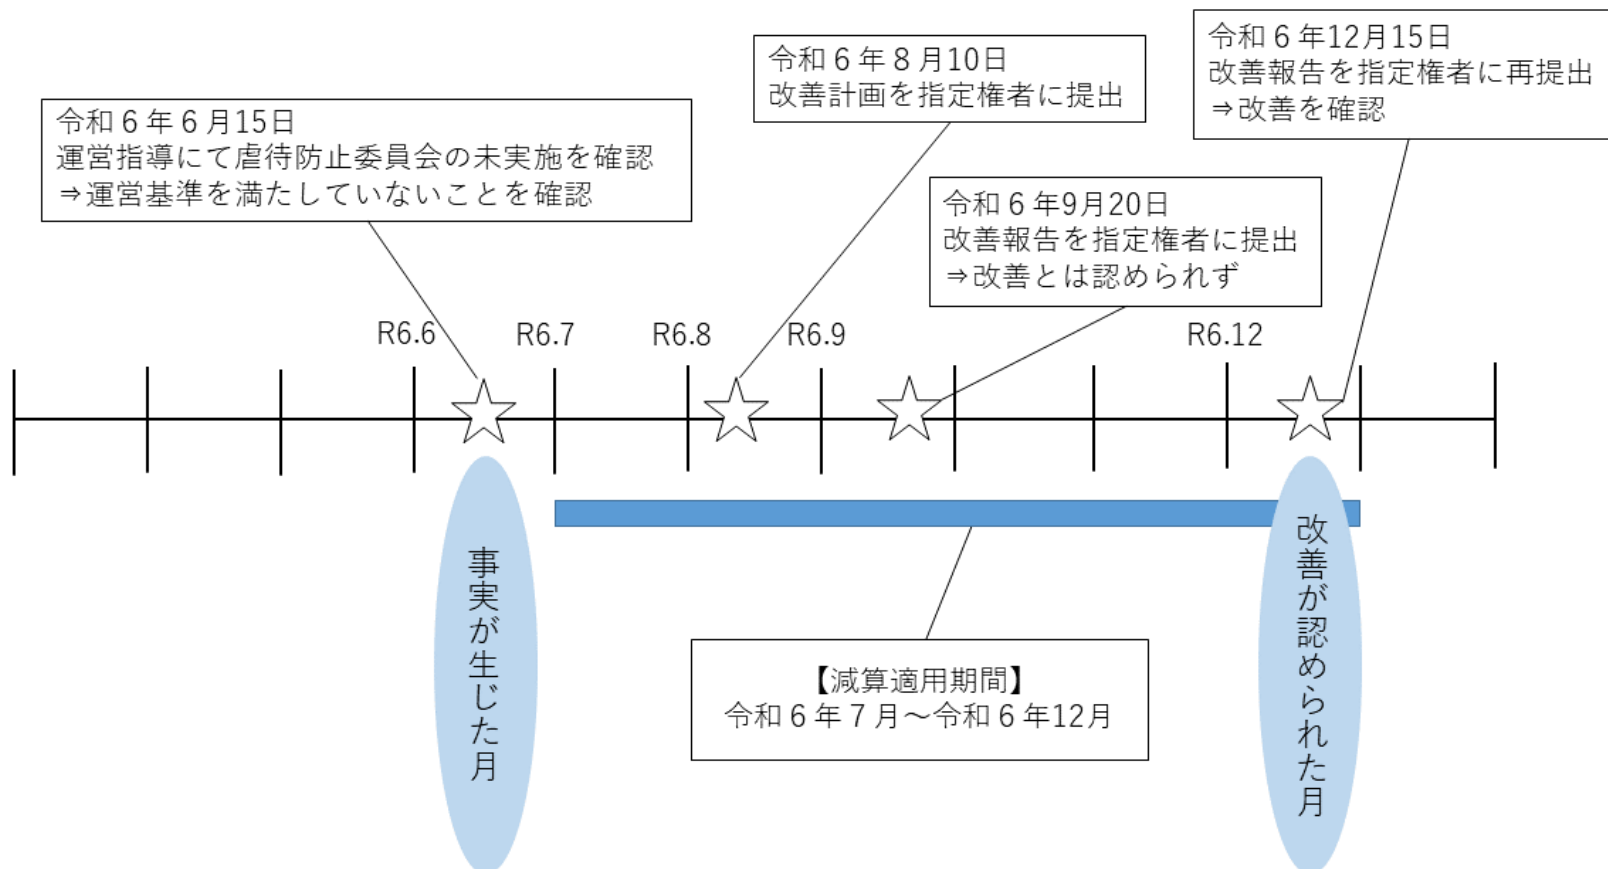 令和６年６月15日
運営指導にて虐待防止委員会の未実施を確認
⇒運営基準を満たしていないことを確認
令和６年８月10日
改善計画を指定権者に提出
令和６年12月15日
改善報告を指定権者に再提出
⇒改善を確認
令和６年9月20日
改善報告を指定権者に提出
⇒改善とは認められず
R6.6
R6.7
R6.8
R6.9
R6.12
事実が生じた月
改善が認められた月
【減算適用期間】
令和６年７月～令和６年12月